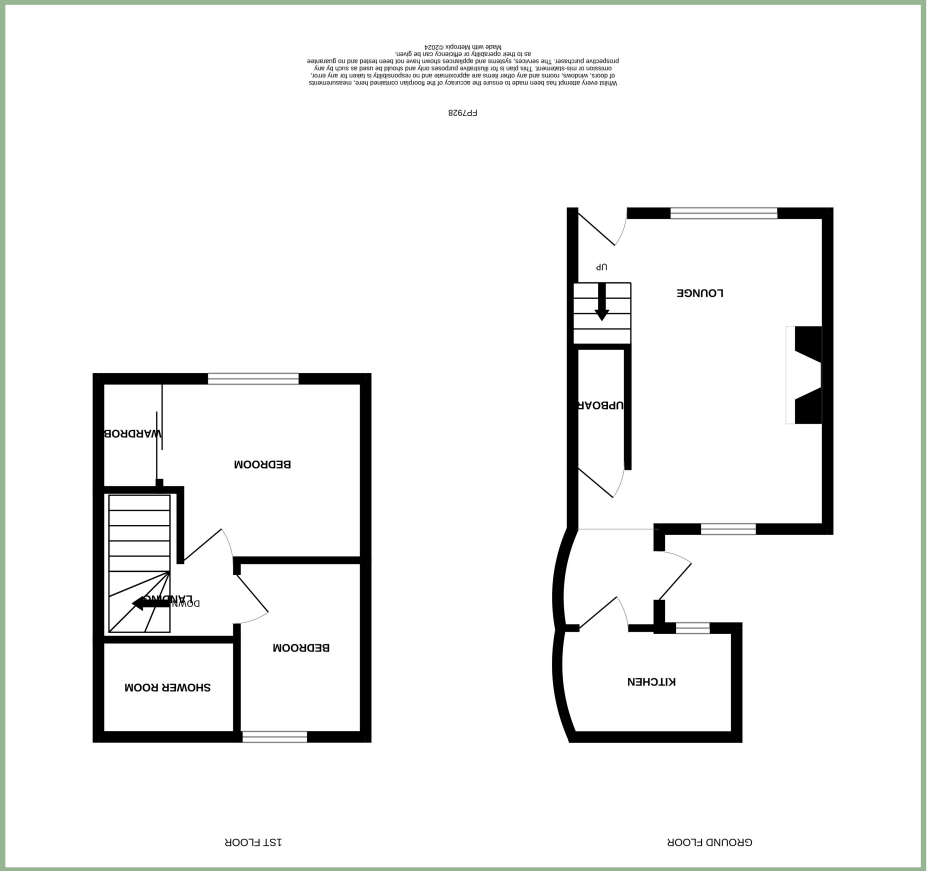 GROUND FLOOR
1ST FLOOR
KITCHEN
UPBOAR
LOUNGE
UP
SHOWER ROOM
BEDROOM
DOWN
LANDING
BEDROOM
WARDROB
FP7928
Whilst every attempt has been made to ensure the accuracy of the floorplan contained here, measurements
of doors, windows, rooms and any other items are approximate and no responsibility is taken for any error,
omission or mis-statement. This plan is for illustrative purposes only and should be used as such by any
prospective purchaser. The services, systems and appliances shown have not been tested and no guarantee
as to their operability or efficiency can be given.
Made with Metropix ©2024